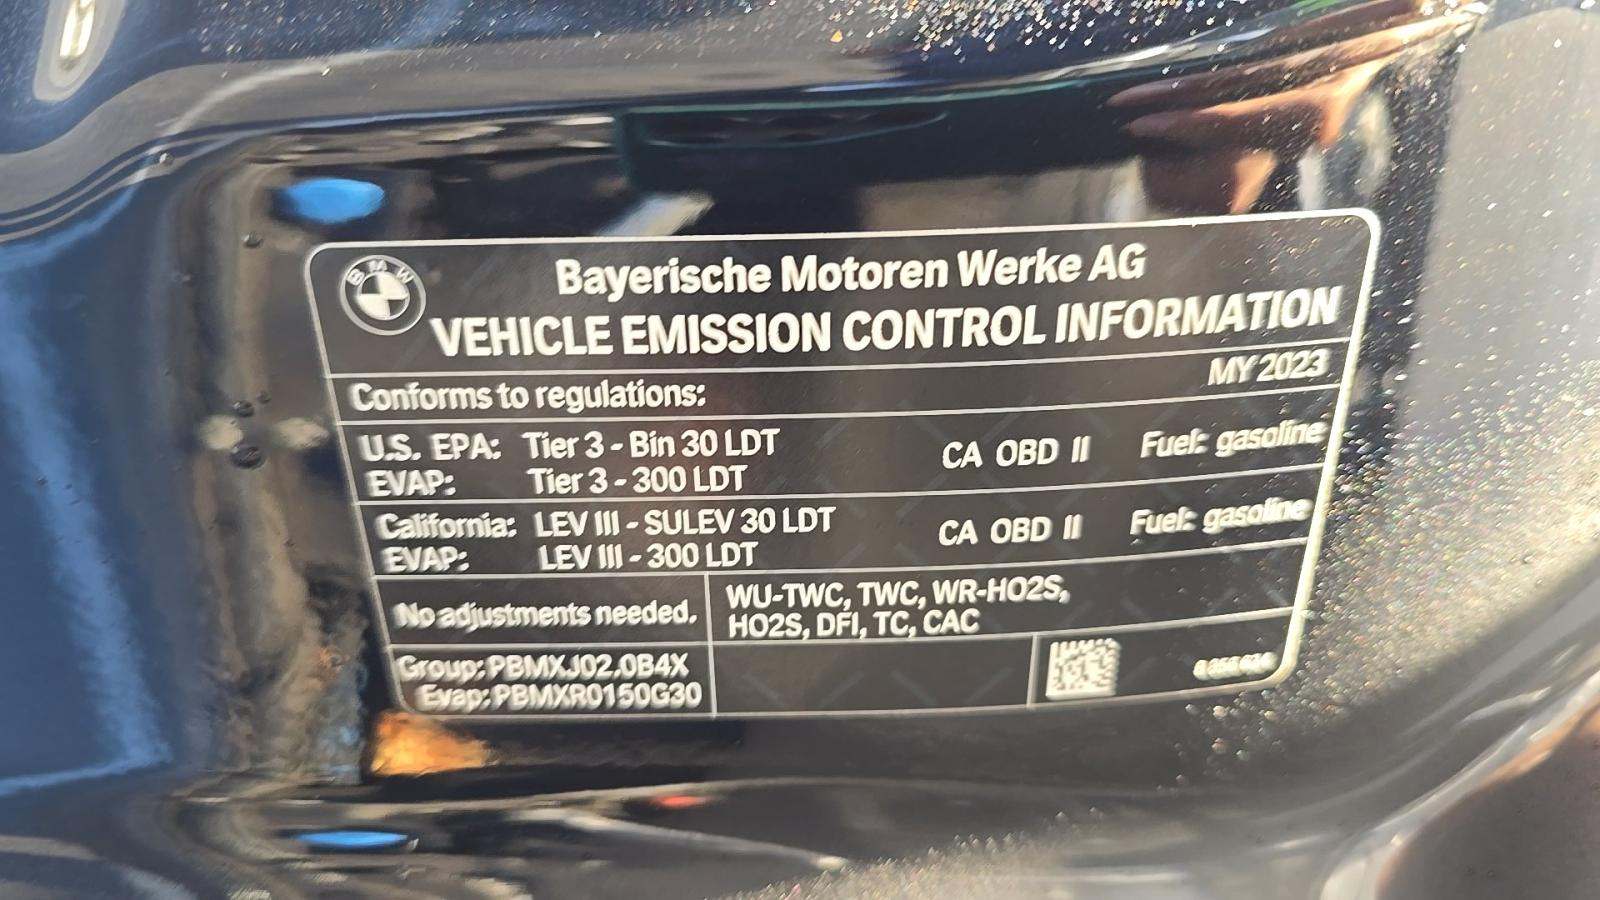 BMW
Bayerische Motoren Werke AG
VEHICLE EMISSION CONTROL INFORMATION
MY 2023
Conforms to regulations:
U.S. EPA: Tier 3 - Bin 30 LDT CA OBD II Fuel: gasoline
EVAP: Tier 3 - 300 LDT
California: LEV III - SULEV 30 LDT CA OBD II Fuel: gasoline
EVAP: LEV III - 300 LDT
No adjustments needed.
WU-TWC, TWC, WR-HO2S,
HO2S, DFI, TC, CAC
Group: PBMXJ02.0B4X
Evap: PBMXR0150G30